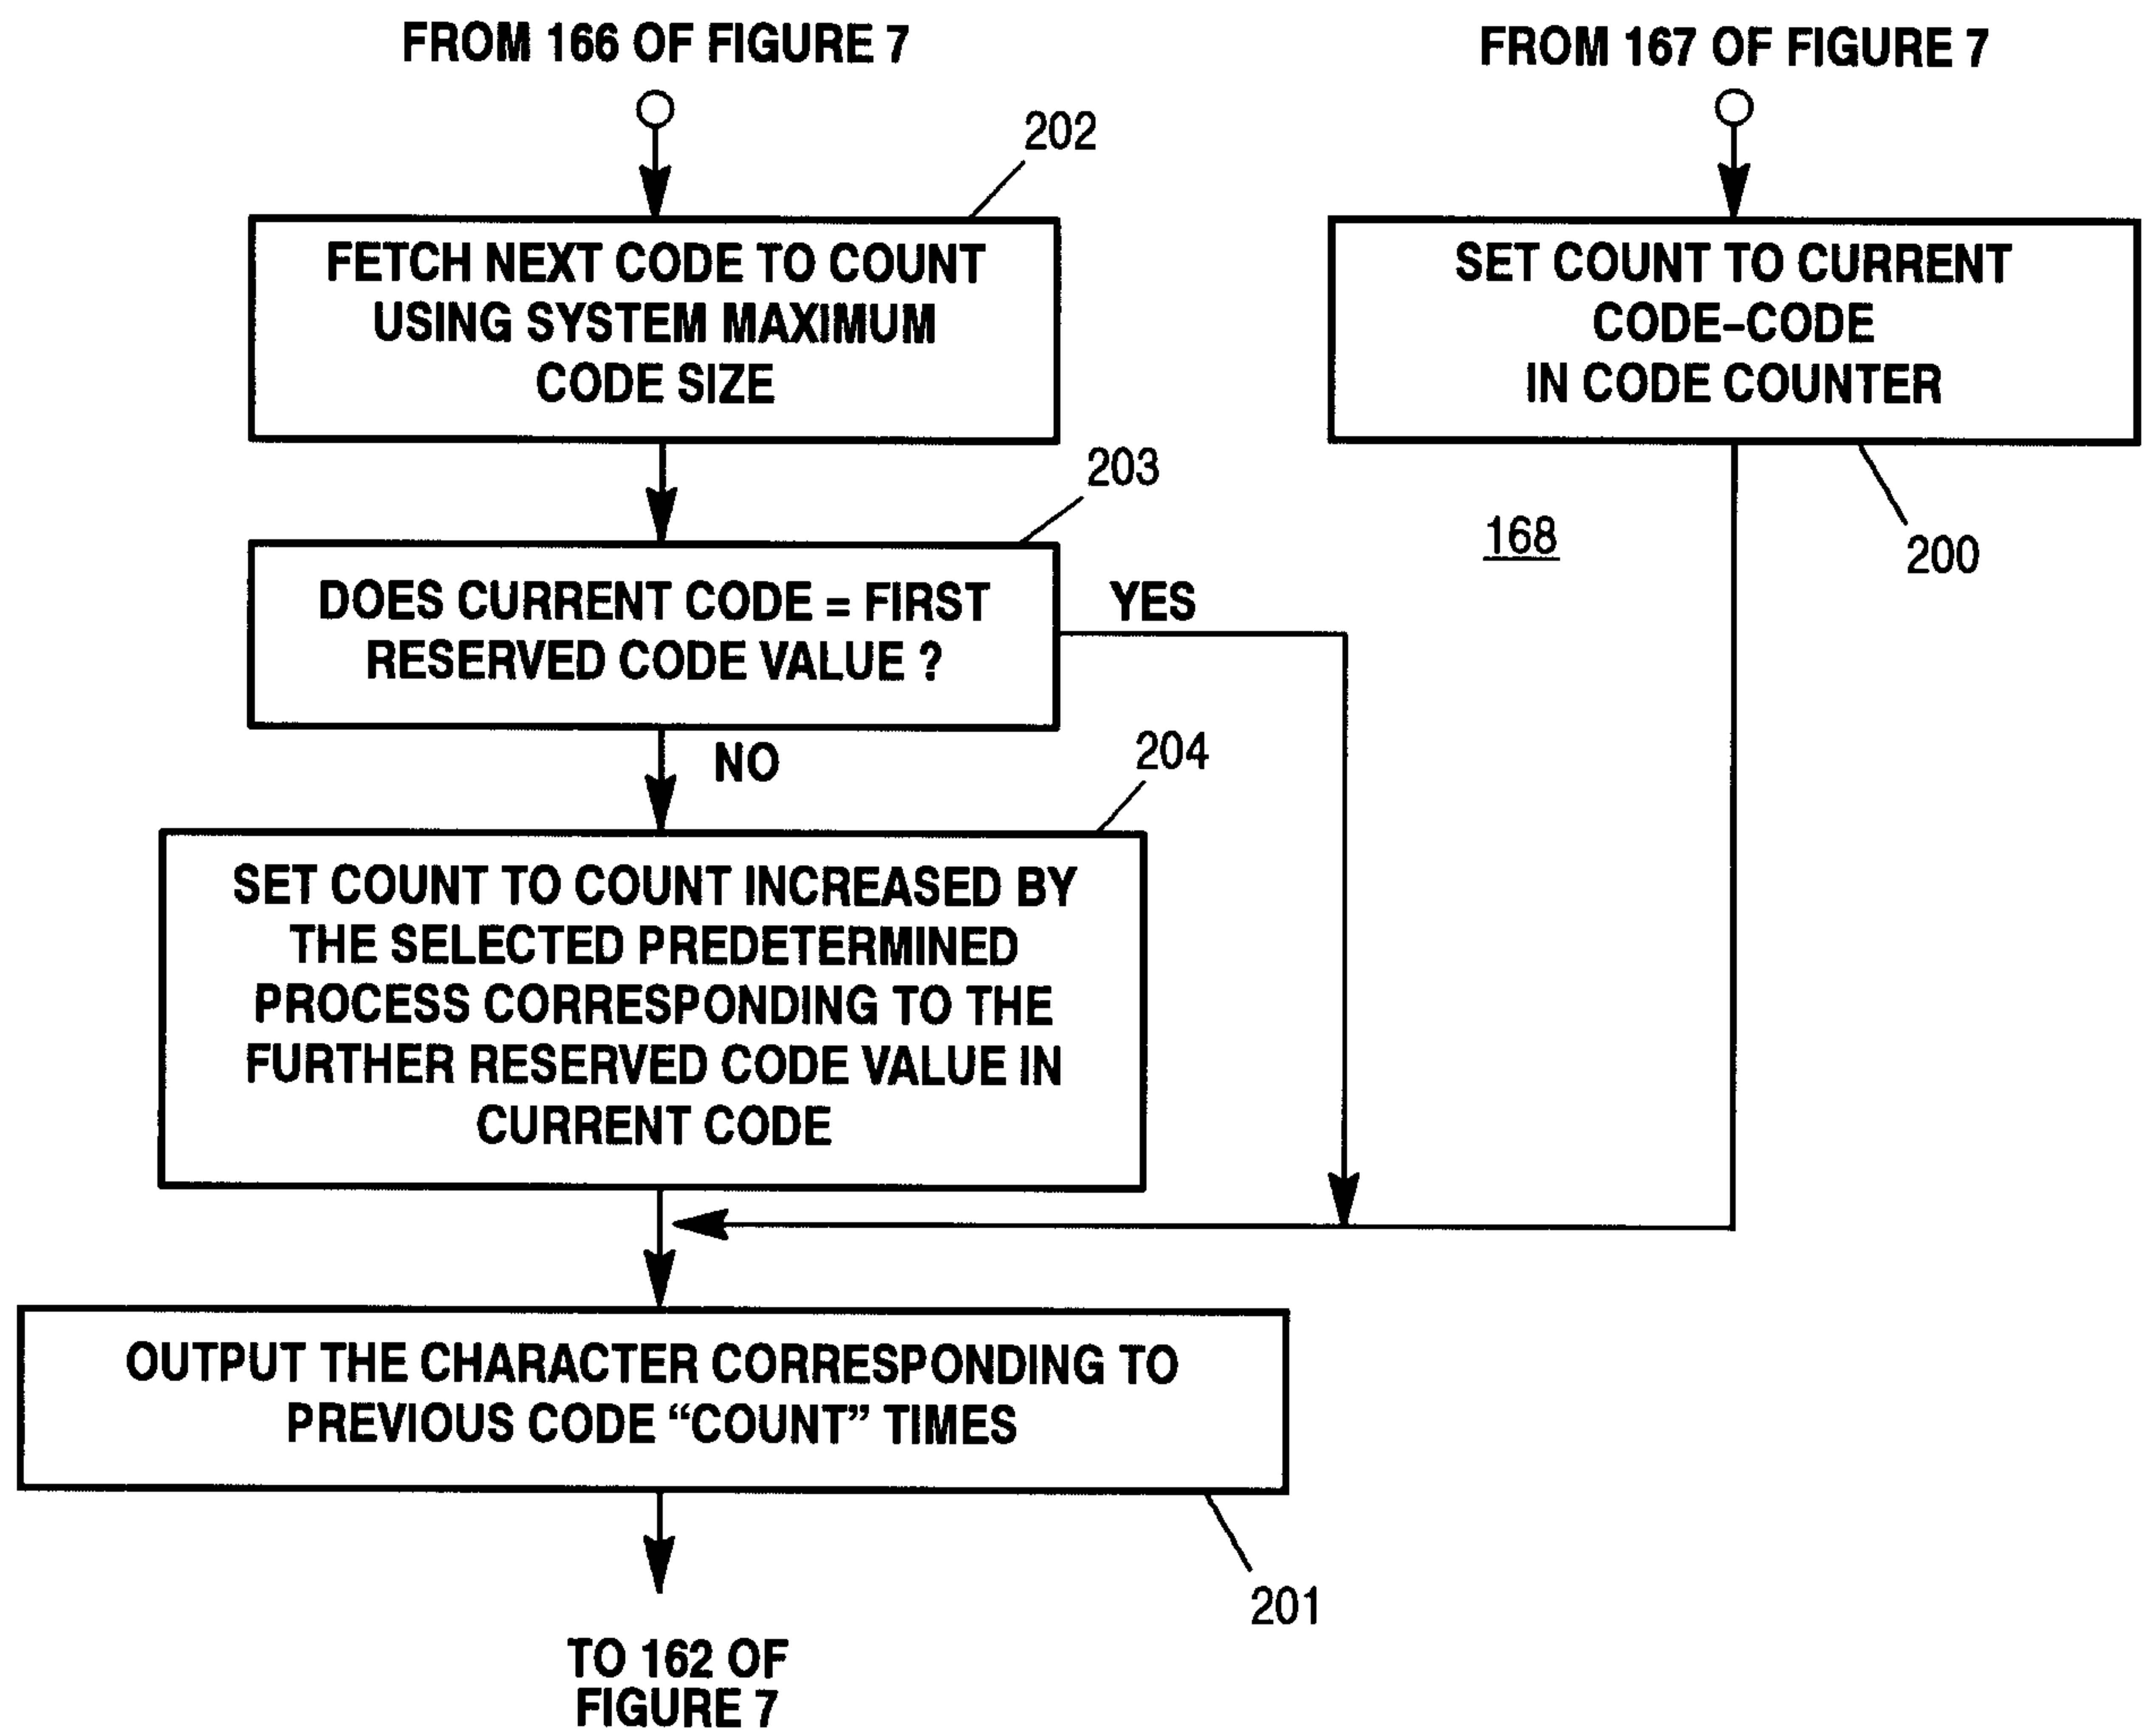 FROM 166 OF FIGURE 7
FROM 167 OF FIGURE 7
202
FETCH NEXT CODE TO COUNT
USING SYSTEM MAXIMUM
CODE SIZE
SET COUNT TO CURRENT
CODE–CODE
IN CODE COUNTER
203
168
200
DOES CURRENT CODE = FIRST
RESERVED CODE VALUE ?
YES
NO
204
SET COUNT TO COUNT INCREASED BY
THE SELECTED PREDETERMINED
PROCESS CORRESPONDING TO THE
FURTHER RESERVED CODE VALUE IN
CURRENT CODE
OUTPUT THE CHARACTER CORRESPONDING TO
PREVIOUS CODE “COUNT” TIMES
201
TO 162 OF
FIGURE 7